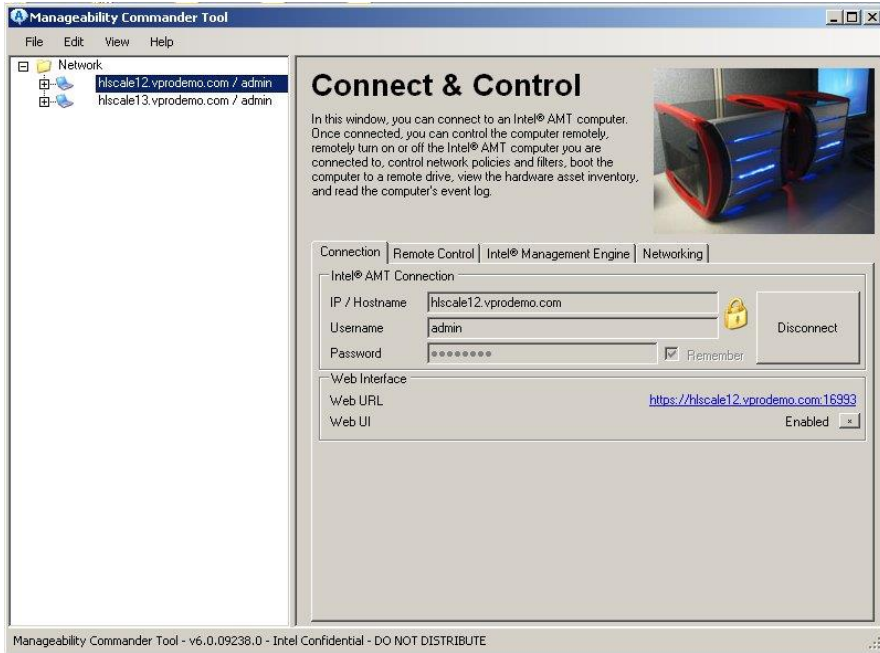 Manageability Commander Tool
File Edit View Help
Network
hlscale12.vprodemo.com / admin
hlscale13.vprodemo.com / admin
Connect & Control
In this window, you can connect to an Intel® AMT computer.
Once connected, you can control the computer remotely,
remotely turn on or off the Intel® AMT computer you are
connected to, control network policies and filters, boot the
computer to a remote drive, view the hardware asset inventory,
and read the computer's event log.
Connection Remote Control Intel® Management Engine Networking
Intel® AMT Connection
IP / Hostname hlscale12.vprodemo.com
Username admin
Disconnect
Password ●●●●●●●● Remember
Web Interface
Web URL https://hlscale12.vprodemo.com:16993
Web UI Enabled
Manageability Commander Tool - v6.0.09238.0 - Intel Confidential - DO NOT DISTRIBUTE